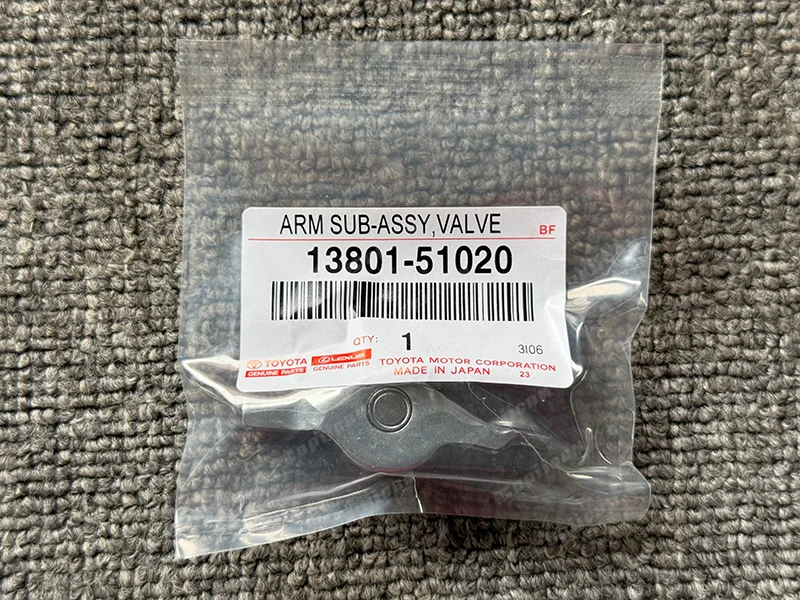 ARM SUB-ASSY,VALVE
BF
13801-51020
QTY: 1
3I06
TOYOTA
GENUINE PARTS
LEXUS
GENUINE PARTS
TOYOTA MOTOR CORPORATION
MADE IN JAPAN
23